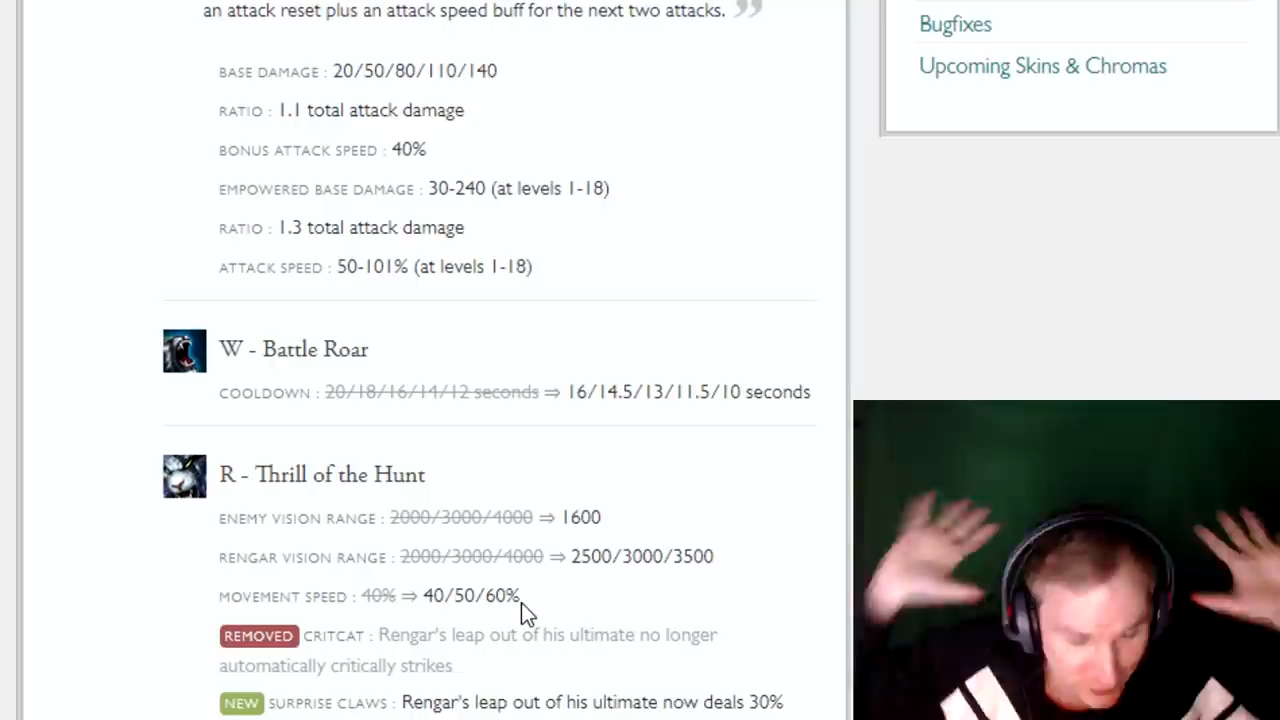 an attack reset plus an attack speed buff for the next two attacks. ”
BASE DAMAGE : 20/50/80/110/140
RATIO : 1.1 total attack damage
BONUS ATTACK SPEED : 40%
EMPOWERED BASE DAMAGE : 30-240 (at levels 1-18)
RATIO : 1.3 total attack damage
ATTACK SPEED : 50-101% (at levels 1-18)
W - Battle Roar
COOLDOWN : 20/18/16/14/12 seconds ⇒ 16/14.5/13/11.5/10 seconds
R - Thrill of the Hunt
ENEMY VISION RANGE : 2000/3000/4000 ⇒ 1600
RENGAR VISION RANGE : 2000/3000/4000 ⇒ 2500/3000/3500
MOVEMENT SPEED : 40% ⇒ 40/50/60%
REMOVED CRITCAT : Rengar's leap out of his ultimate no longer
automatically critically strikes
NEW SURPRISE CLAWS : Rengar's leap out of his ultimate now deals 30%
Bugfixes
Upcoming Skins & Chromas